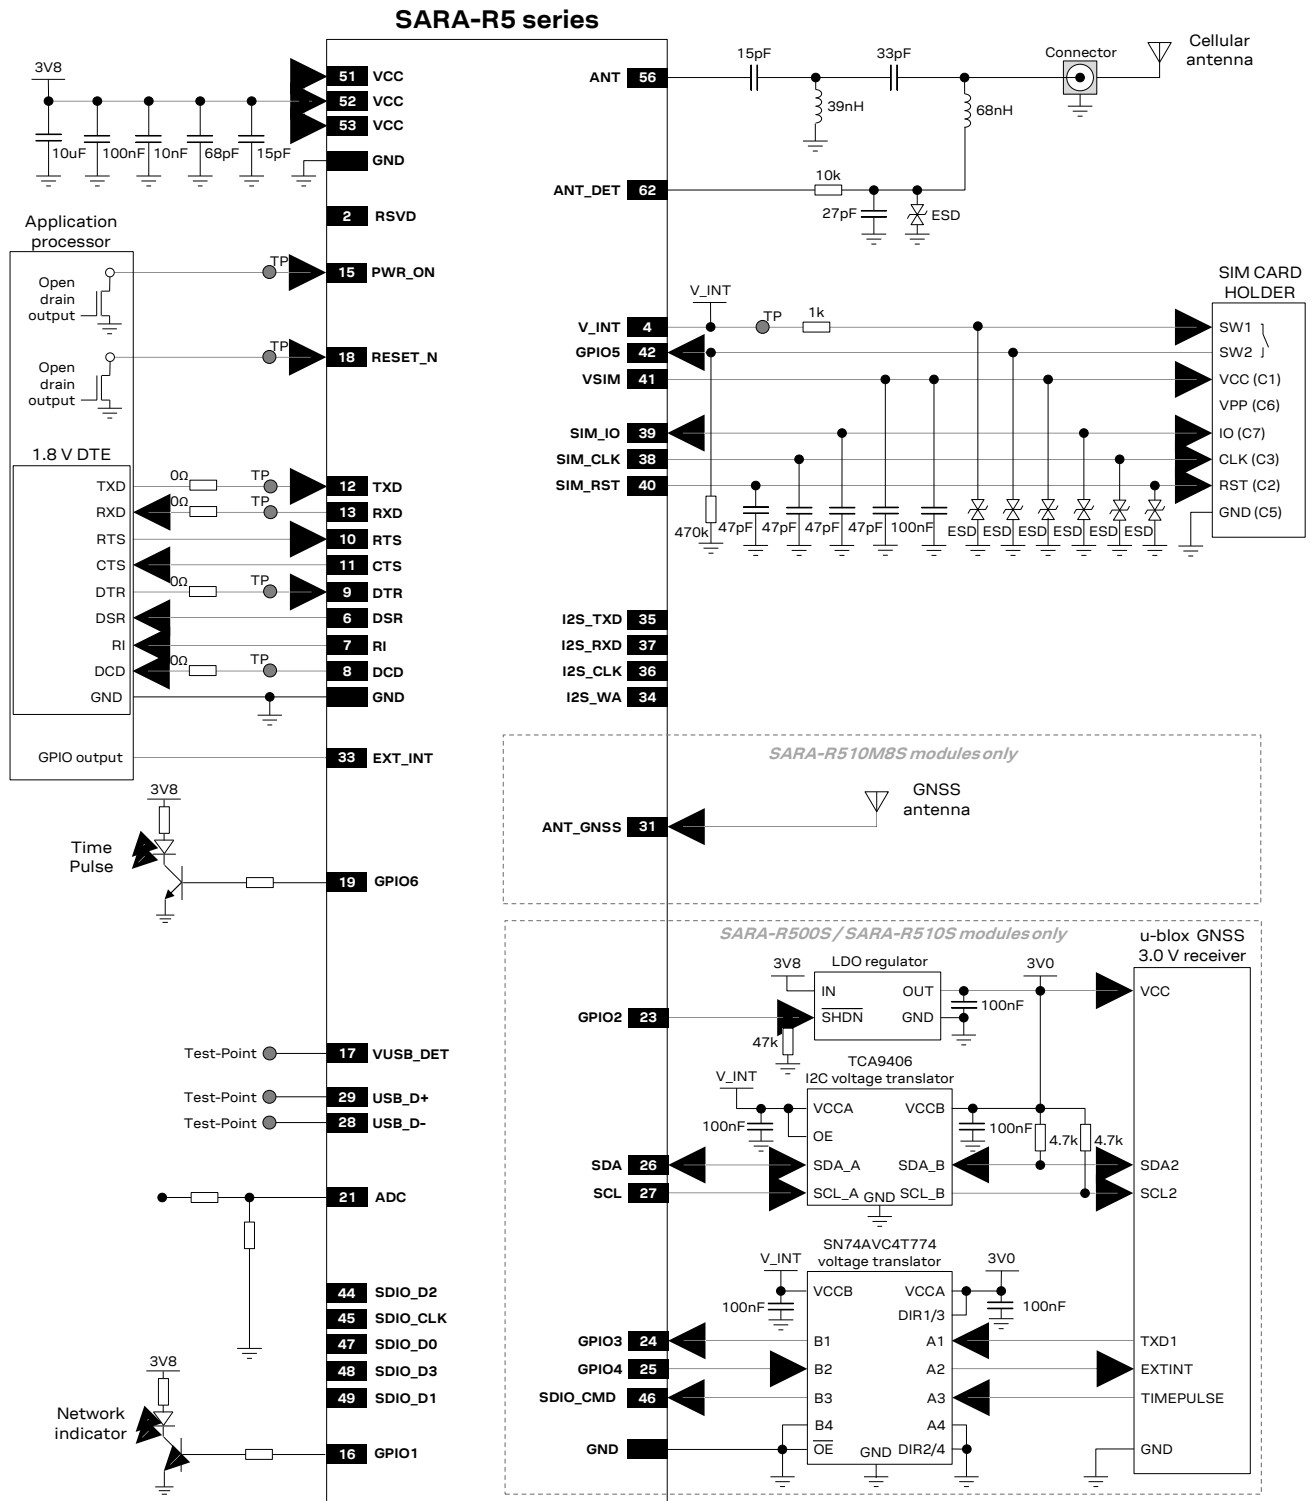 SARA-R5 series
3V8
10uF
100nF
10nF
68pF
15pF
51 VCC
52 VCC
53 VCC
GND
2 RSVD
Application
processor
Open
drain
output
TP
15 PWR_ON
Open
drain
output
TP
18 RESET_N
1.8 V DTE
TXD 0Ω TP 12 TXD
RXD 0Ω TP 13 RXD
RTS 10 RTS
CTS 11 CTS
DTR 0Ω TP 9 DTR
DSR 6 DSR
RI 7 RI
DCD 0Ω TP 8 DCD
GND GND
GPIO output 33 EXT_INT
3V8
Time
Pulse
19 GPIO6
Test-Point 17 VUSB_DET
Test-Point 29 USB_D+
Test-Point 28 USB_D-
21 ADC
44 SDIO_D2
45 SDIO_CLK
47 SDIO_D0
48 SDIO_D3
49 SDIO_D1
3V8
Network
indicator
16 GPIO1
ANT 56
15pF
33pF
39nH
68nH
Connector
Cellular
antenna
ANT_DET 62
10k
27pF
ESD
SIM CARD
HOLDER
V_INT
V_INT 4 TP 1k SW1
GPIO5 42 SW2
VSIM 41 VCC (C1)
VPP (C6)
SIM_IO 39 IO (C7)
SIM_CLK 38 CLK (C3)
SIM_RST 40 RST (C2)
GND (C5)
470k
47pF
47pF
47pF
47pF
100nF
ESD
ESD
ESD
ESD
ESD
ESD
I2S_TXD 35
I2S_RXD 37
I2S_CLK 36
I2S_WA 34
SARA-R510M8S modules only
GNSS
antenna
ANT_GNSS 31
SARA-R500S / SARA-R510S modules only
u-blox GNSS
3.0 V receiver
3V8
LDO regulator
3V0
IN OUT
100nF
VCC
GPIO2 23
SHDN GND
47k
TCA9406
I2C voltage translator
V_INT
VCCA VCCB
100nF
100nF
4.7k
4.7k
OE
SDA 26 SDA_A SDA_B SDA2
SCL 27 SCL_A GND SCL_B SCL2
SN74AVC4T774
voltage translator
V_INT
3V0
VCCB VCCA
100nF
100nF
DIR1/3
GPIO3 24 B1 A1 TXD1
GPIO4 25 B2 A2 EXTINT
SDIO_CMD 46 B3 A3 TIMEPULSE
B4 A4
GND OE GND DIR2/4 GND